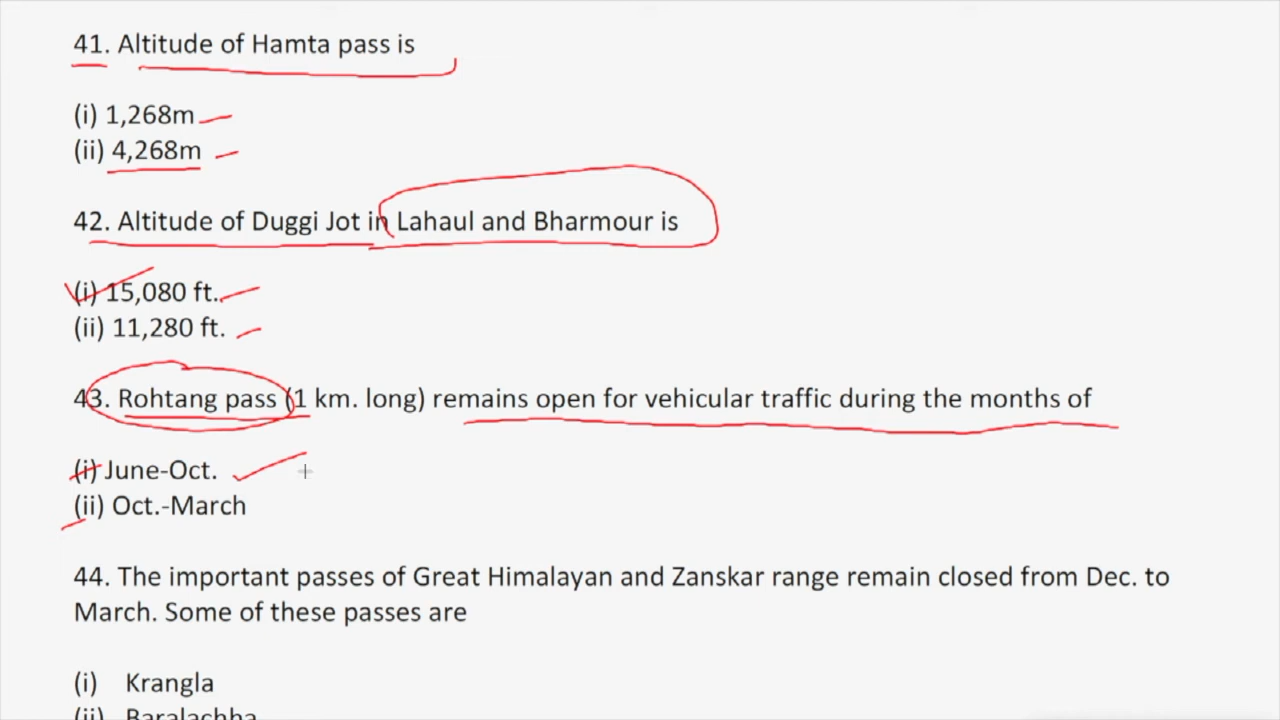 41. Altitude of Hamta pass is
(i) 1,268m
(ii) 4,268m
42. Altitude of Duggi Jot in Lahaul and Bharmour is
(i) 15,080 ft.
(ii) 11,280 ft.
43. Rohtang pass (1 km. long) remains open for vehicular traffic during the months of
(i) June-Oct.
(ii) Oct.-March
44. The important passes of Great Himalayan and Zanskar range remain closed from Dec. to
March. Some of these passes are
(i) Krangla
(ii) Baralachha